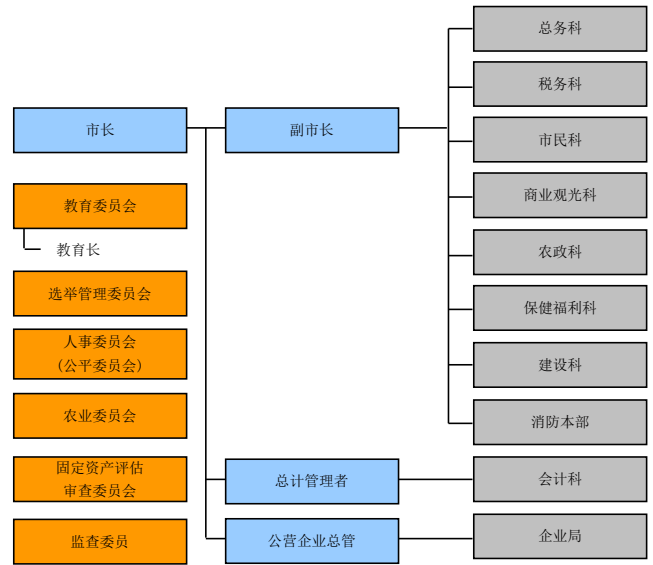 总务科
税务科
市长
副市长
市民科
教育委员会
商业观光科
教育长
农政科
选举管理委员会
保健福利科
人事委员会
(公平委员会)
建设科
农业委员会
消防本部
固定资产评估
审查委员会
总计管理者
会计科
监查委员
公营企业总管
企业局